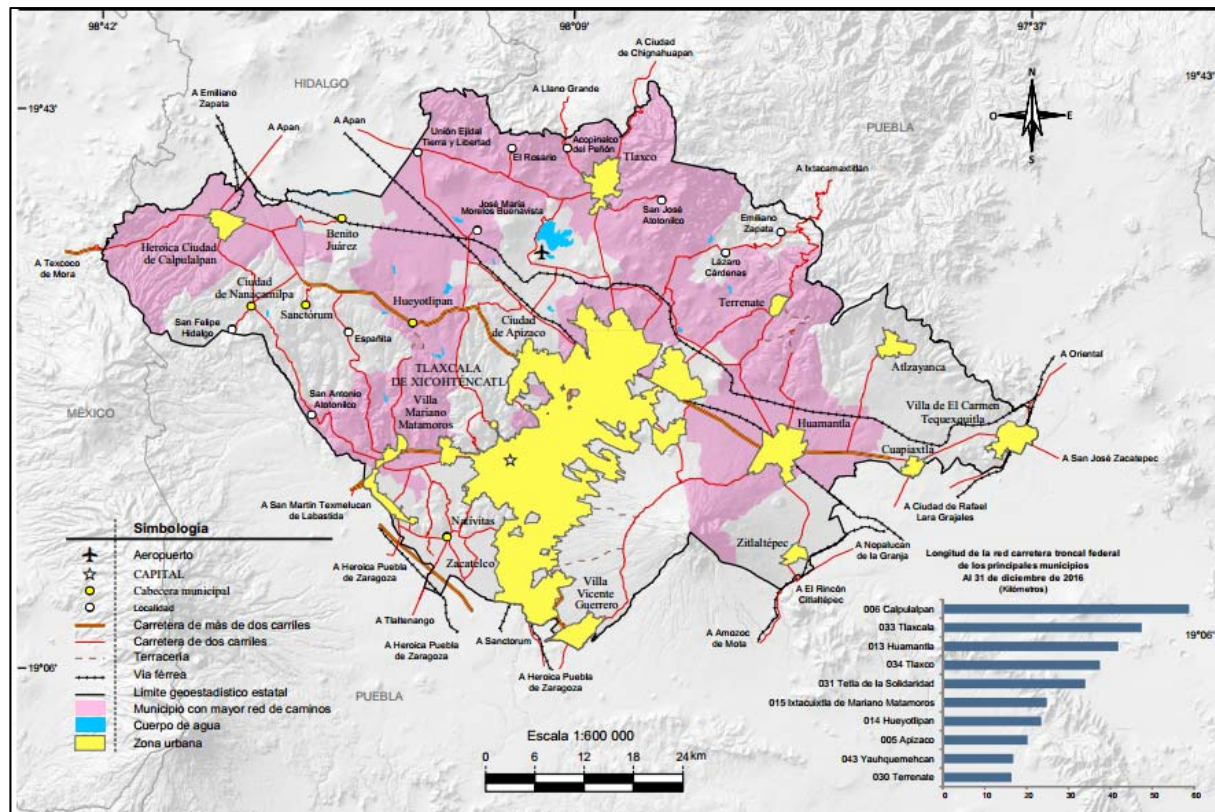 98°42'
98°09'
97°37'
19°43'
19°43'
19°06'
19°06'
HIDALGO
PUEBLA
MÉXICO
PUEBLA
N
O
E
S
A Emiliano
Zapata
A Apan
A Apan
A Llano Grande
A Ciudad
de Chignahuapan
A Ixtacamaxtitlán
Unión Ejidal
Tierra y Libertad
El Rosario
Acopinalco
del Peñón
Tlaxco
José María
Morelos Buenavista
San José
Atotonilco
Emiliano
Zapata
Lázaro
Cárdenas
Benito
Juárez
Heroica Ciudad
de Calpulalpan
A Texcoco
de Mora
Ciudad
de Nanacamilpa
Sanctórum
Hueyotlipan
Ciudad
de Apizaco
Terrenate
San Felipe
Hidalgo
Españita
Atlzayanca
A Oriental
TLAXCALA
DE XICOHTÉNCATL
San Antonio
Atotonilco
Villa
Mariano
Matamoros
Huamantla
Villa de El Carmen
Tequexquitla
Cuapiaxtla
A San José Zacatepec
A San Martín Texmelucan
de Labastida
A Ciudad de Rafael
Lara Grajales
Nativitas
Zitlaltépec
A Nopalucan
de la Granja
Zacatelco
Villa
Vicente
Guerrero
A Heroica Puebla
de Zaragoza
A El Rincón
Citlaltépec
A Tlaltenango
A Heroica Puebla
de Zaragoza
A Sanctorum
A Heroica Puebla
de Zaragoza
A Amozoc
de Mota
Simbología
Aeropuerto
CAPITAL
Cabecera municipal
Localidad
Carretera de más de dos carriles
Carretera de dos carriles
Terracería
Vía férrea
Límite geoestadístico estatal
Municipio con mayor red de caminos
Cuerpo de agua
Zona urbana
Escala 1:600 000
0 6 12 18 24 km
Longitud de la red carretera troncal federal
de los principales municipios
Al 31 de diciembre de 2016
(Kilómetros)
006 Calpulalpan
033 Tlaxcala
013 Huamantla
034 Tlaxco
031 Tetla de la Solidaridad
015 Ixtacuixtla de Mariano Matamoros
014 Hueyotlipan
005 Apizaco
043 Yauhquemehcan
030 Terrenate
0 10 20 30 40 50 60